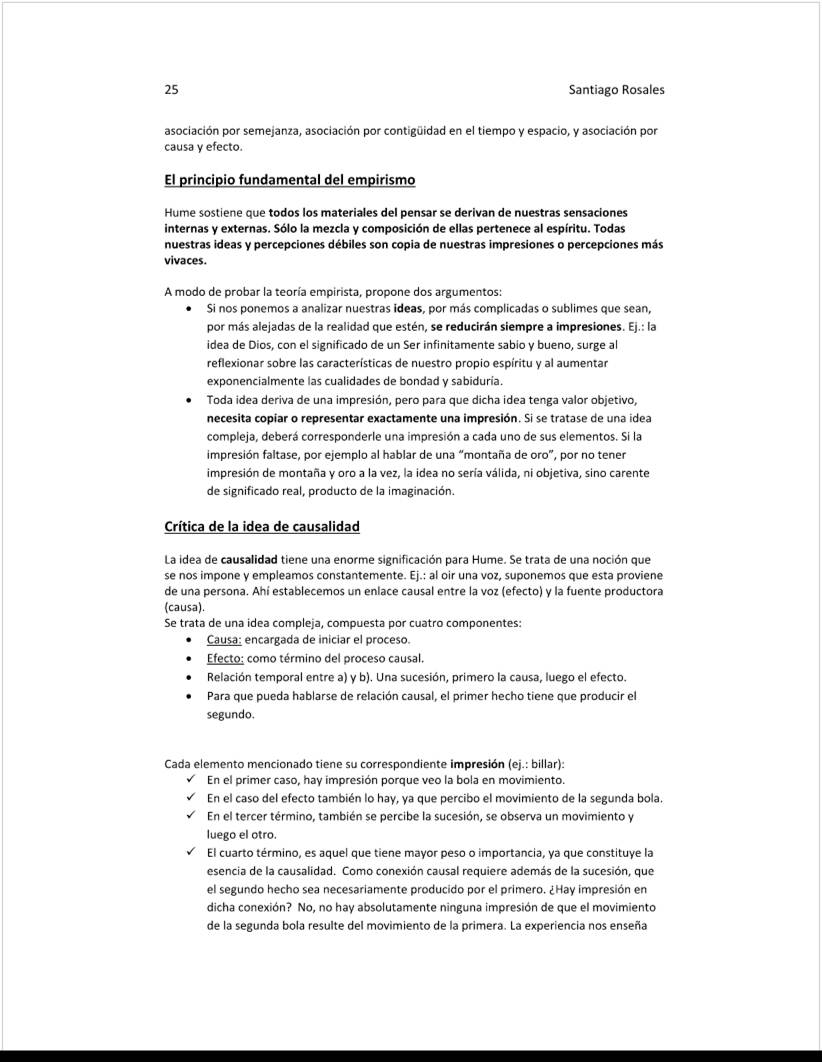 25 Santiago Rosales
asociación por semejanza, asociación por contigüidad en el tiempo y espacio, y asociación por
causa y efecto.
El principio fundamental del empirismo
Hume sostiene que todos los materiales del pensar se derivan de nuestras sensaciones
internas y externas. Sólo la mezcla y composición de ellas pertenece al espíritu. Todas
nuestras ideas y percepciones débiles son copia de nuestras impresiones o percepciones más
vivaces.
A modo de probar la teoría empirista, propone dos argumentos:
• Si nos ponemos a analizar nuestras ideas, por más complicadas o sublimes que sean,
por más alejadas de la realidad que estén, se reducirán siempre a impresiones. Ej.: la
idea de Dios, con el significado de un Ser infinitamente sabio y bueno, surge al
reflexionar sobre las características de nuestro propio espíritu y al aumentar
exponencialmente las cualidades de bondad y sabiduría.
• Toda idea deriva de una impresión, pero para que dicha idea tenga valor objetivo,
necesita copiar o representar exactamente una impresión. Si se tratase de una idea
compleja, deberá corresponderle una impresión a cada uno de sus elementos. Si la
impresión faltase, por ejemplo al hablar de una “montaña de oro”, por no tener
impresión de montaña y oro a la vez, la idea no sería válida, ni objetiva, sino carente
de significado real, producto de la imaginación.
Crítica de la idea de causalidad
La idea de causalidad tiene una enorme significación para Hume. Se trata de una noción que
se nos impone y empleamos constantemente. Ej.: al oir una voz, suponemos que esta proviene
de una persona. Ahí establecemos un enlace causal entre la voz (efecto) y la fuente productora
(causa).
Se trata de una idea compleja, compuesta por cuatro componentes:
• Causa: encargada de iniciar el proceso.
• Efecto: como término del proceso causal.
• Relación temporal entre a) y b). Una sucesión, primero la causa, luego el efecto.
• Para que pueda hablarse de relación causal, el primer hecho tiene que producir el
segundo.
Cada elemento mencionado tiene su correspondiente impresión (ej.: billar):
✓ En el primer caso, hay impresión porque veo la bola en movimiento.
✓ En el caso del efecto también lo hay, ya que percibo el movimiento de la segunda bola.
✓ En el tercer término, también se percibe la sucesión, se observa un movimiento y
luego el otro.
✓ El cuarto término, es aquel que tiene mayor peso o importancia, ya que constituye la
esencia de la causalidad. Como conexión causal requiere además de la sucesión, que
el segundo hecho sea necesariamente producido por el primero. ¿Hay impresión en
dicha conexión? No, no hay absolutamente ninguna impresión de que el movimiento
de la segunda bola resulte del movimiento de la primera. La experiencia nos enseña